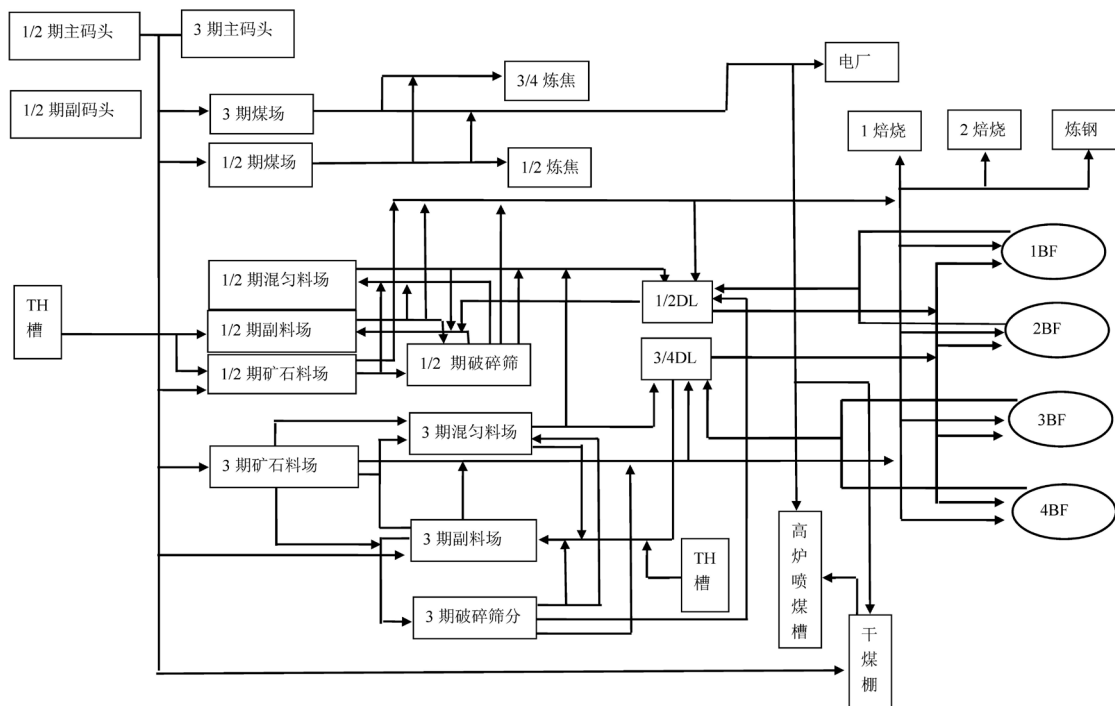 1/2 期主码头
3 期主码头
电厂
3/4 炼焦
1/2 期副码头
3 期煤场
1 焙烧
2 焙烧
炼钢
1/2 期煤场
1/2 炼焦
1BF
1/2 期混匀料场
TH
槽
1/2DL
1/2 期副料场
2BF
1/2 期破碎筛
3/4DL
1/2 期矿石料场
3 期混匀料场
3BF
3 期矿石料场
4BF
3 期副料场
高
炉
喷
煤
槽
TH
槽
3 期破碎筛分
干
煤
棚